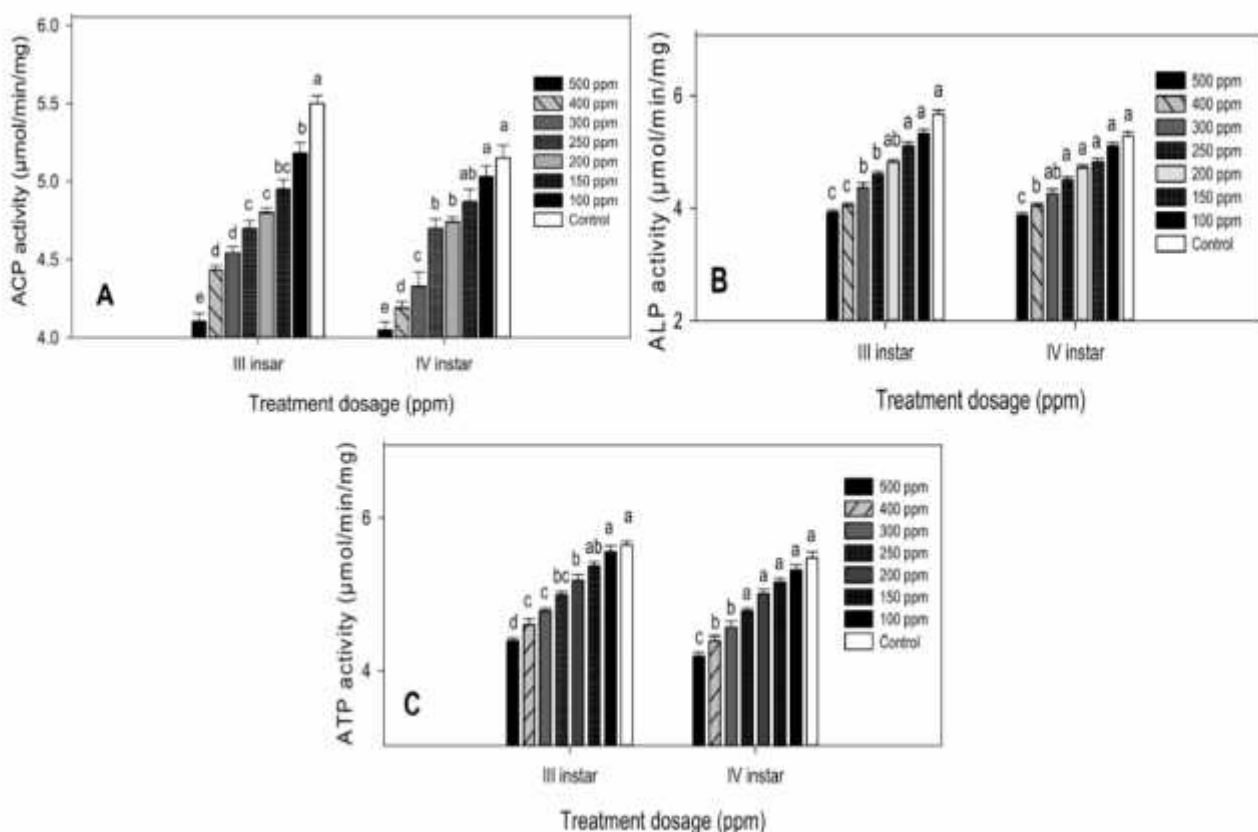 ACP activity (µmol/min/mg)
6.0
5.5
5.0
4.5
4.0
A
e
d
d
c
c
bc
b
a
e
d
c
b
b
ab
a
a
500 ppm
400 ppm
300 ppm
250 ppm
200 ppm
150 ppm
100 ppm
Control
III insar
IV instar
Treatment dosage (ppm)
ALP activity (µmol/min/mg)
6
4
2
B
c
c
b
b
ab
a
a
a
c
b
ab
a
a
a
a
a
500 ppm
400 ppm
300 ppm
250 ppm
200 ppm
150 ppm
100 ppm
Control
III instar
IV instar
Treatment dosage (ppm)
ATP activity (µmol/min/mg)
6
4
C
d
c
c
bc
b
ab
a
a
c
b
b
a
a
a
a
a
500 ppm
400 ppm
300 ppm
250 ppm
200 ppm
150 ppm
100 ppm
Control
III instar
IV instar
Treatment dosage (ppm)